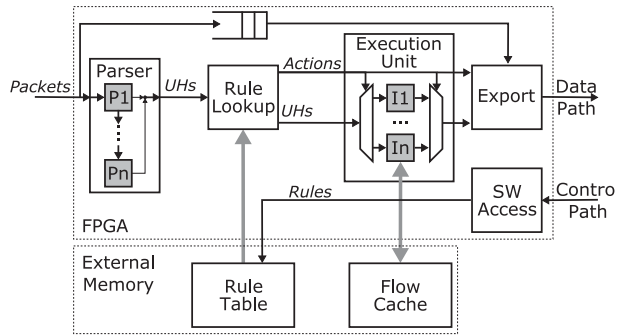 Packets
Parser
P1
Pn
UHs
Rule
Lookup
Actions
UHs
Execution
Unit
I1
...
In
Export
Data
Path
SW
Access
Contro
Path
Rules
FPGA
External
Memory
Rule
Table
Flow
Cache